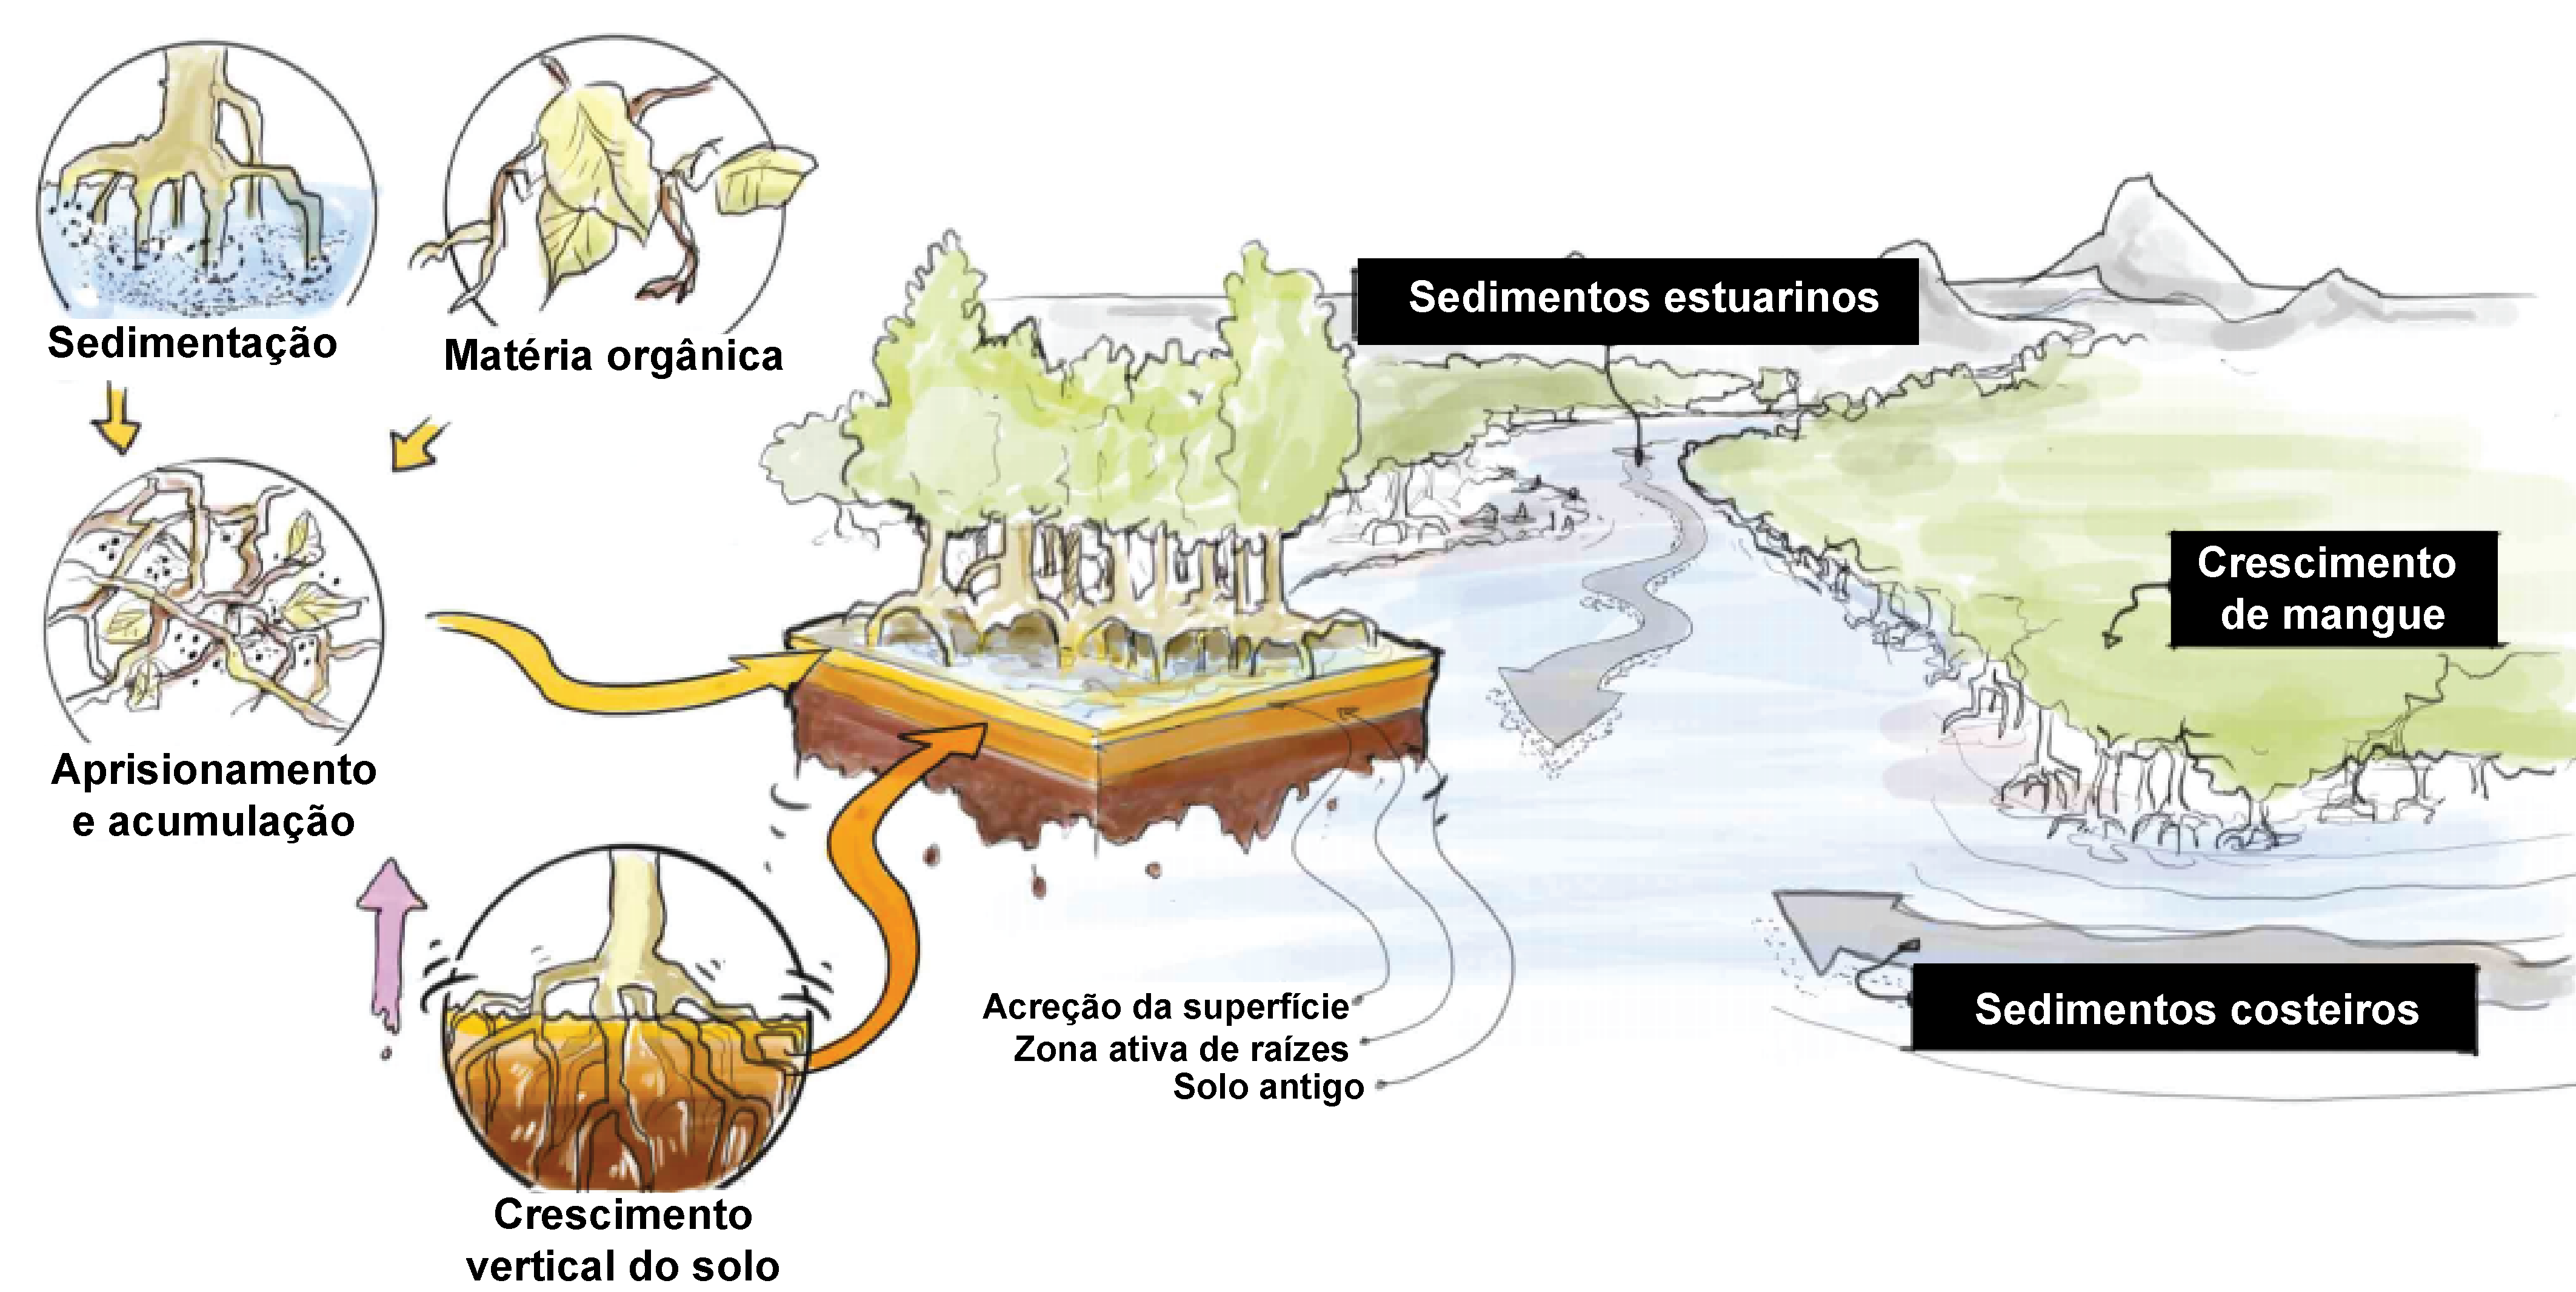 Sedimentação
Matéria orgânica
Sedimentos estuarinos
Crescimento
de mangue
Aprisionamento
e acumulação
Acreção da superfície
Zona ativa de raízes
Solo antigo
Sedimentos costeiros
Crescimento
vertical do solo